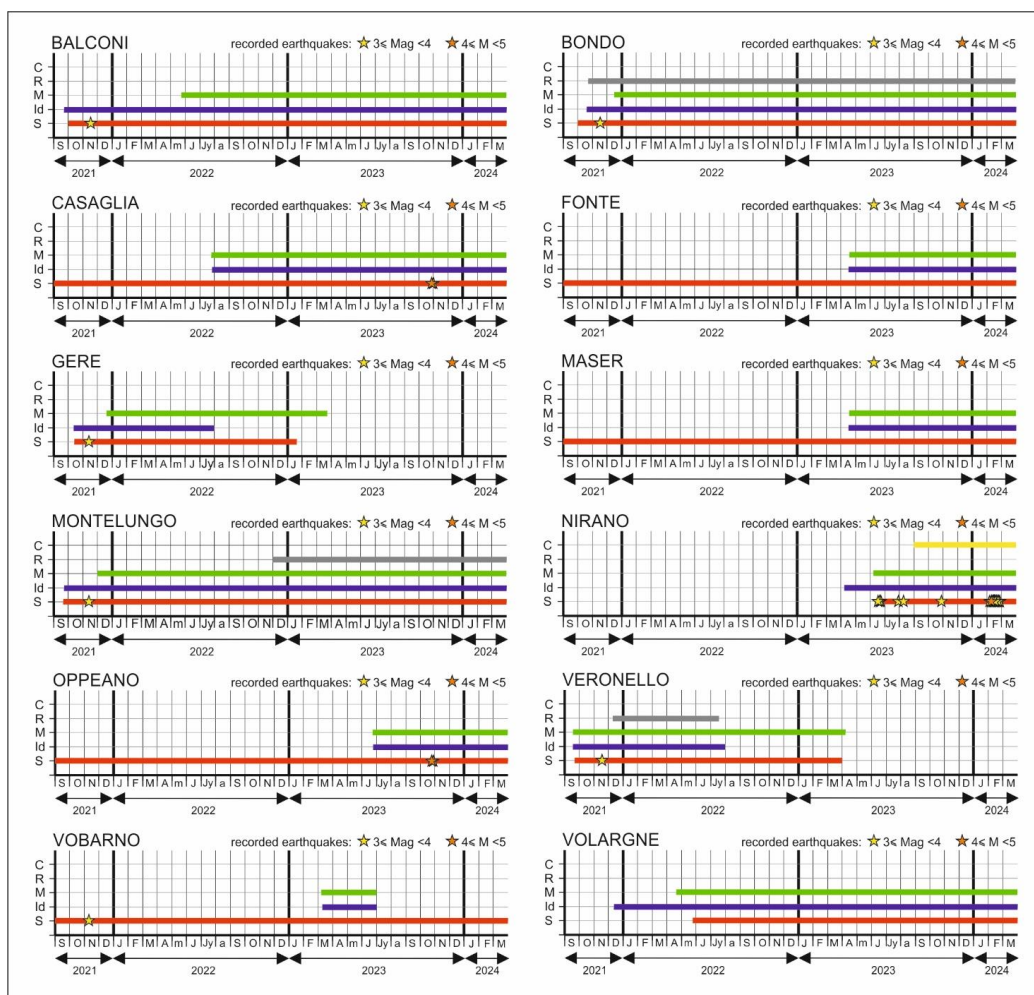 BALCONI recorded earthquakes: 3⩽ Mag <4 4⩽ M <5
C
R
M
Id
S
S O N D J F M A m J Jy a S O N D J F M A m J Jy a S O N D J F M
2021 2022 2023 2024
BONDO recorded earthquakes: 3⩽ Mag <4 4⩽ M <5
C
R
M
Id
S
S O N D J F M A m J Jy a S O N D J F M A m J Jy a S O N D J F M
2021 2022 2023 2024
CASAGLIA recorded earthquakes: 3⩽ Mag <4 4⩽ M <5
C
R
M
Id
S
S O N D J F M A m J Jy a S O N D J F M A m J Jy a S O N D J F M
2021 2022 2023 2024
FONTE recorded earthquakes: 3⩽ Mag <4 4⩽ M <5
C
R
M
Id
S
S O N D J F M A m J Jy a S O N D J F M A m J Jy a S O N D J F M
2021 2022 2023 2024
GERE recorded earthquakes: 3⩽ Mag <4 4⩽ M <5
C
R
M
Id
S
S O N D J F M A m J Jy a S O N D J F M A m J Jy a S O N D J F M
2021 2022 2023 2024
MASER recorded earthquakes: 3⩽ Mag <4 4⩽ M <5
C
R
M
Id
S
S O N D J F M A m J Jy a S O N D J F M A m J Jy a S O N D J F M
2021 2022 2023 2024
MONTELUNGO recorded earthquakes: 3⩽ Mag <4 4⩽ M <5
C
R
M
Id
S
S O N D J F M A m J Jy a S O N D J F M A m J Jy a S O N D J F M
2021 2022 2023 2024
NIRANO recorded earthquakes: 3⩽ Mag <4 4⩽ M <5
C
R
M
Id
S
S O N D J F M A m J Jy a S O N D J F M A m J Jy a S O N D J F M
2021 2022 2023 2024
OPPEANO recorded earthquakes: 3⩽ Mag <4 4⩽ M <5
C
R
M
Id
S
S O N D J F M A m J Jy a S O N D J F M A m J Jy a S O N D J F M
2021 2022 2023 2024
VERONELLO recorded earthquakes: 3⩽ Mag <4 4⩽ M <5
C
R
M
Id
S
S O N D J F M A m J Jy a S O N D J F M A m J Jy a S O N D J F M
2021 2022 2023 2024
VOBARNO recorded earthquakes: 3⩽ Mag <4 4⩽ M <5
C
R
M
Id
S
S O N D J F M A m J Jy a S O N D J F M A m J Jy a S O N D J F M
2021 2022 2023 2024
VOLARGNE recorded earthquakes: 3⩽ Mag <4 4⩽ M <5
C
R
M
Id
S
S O N D J F M A m J Jy a S O N D J F M A m J Jy a S O N D J F M
2021 2022 2023 2024